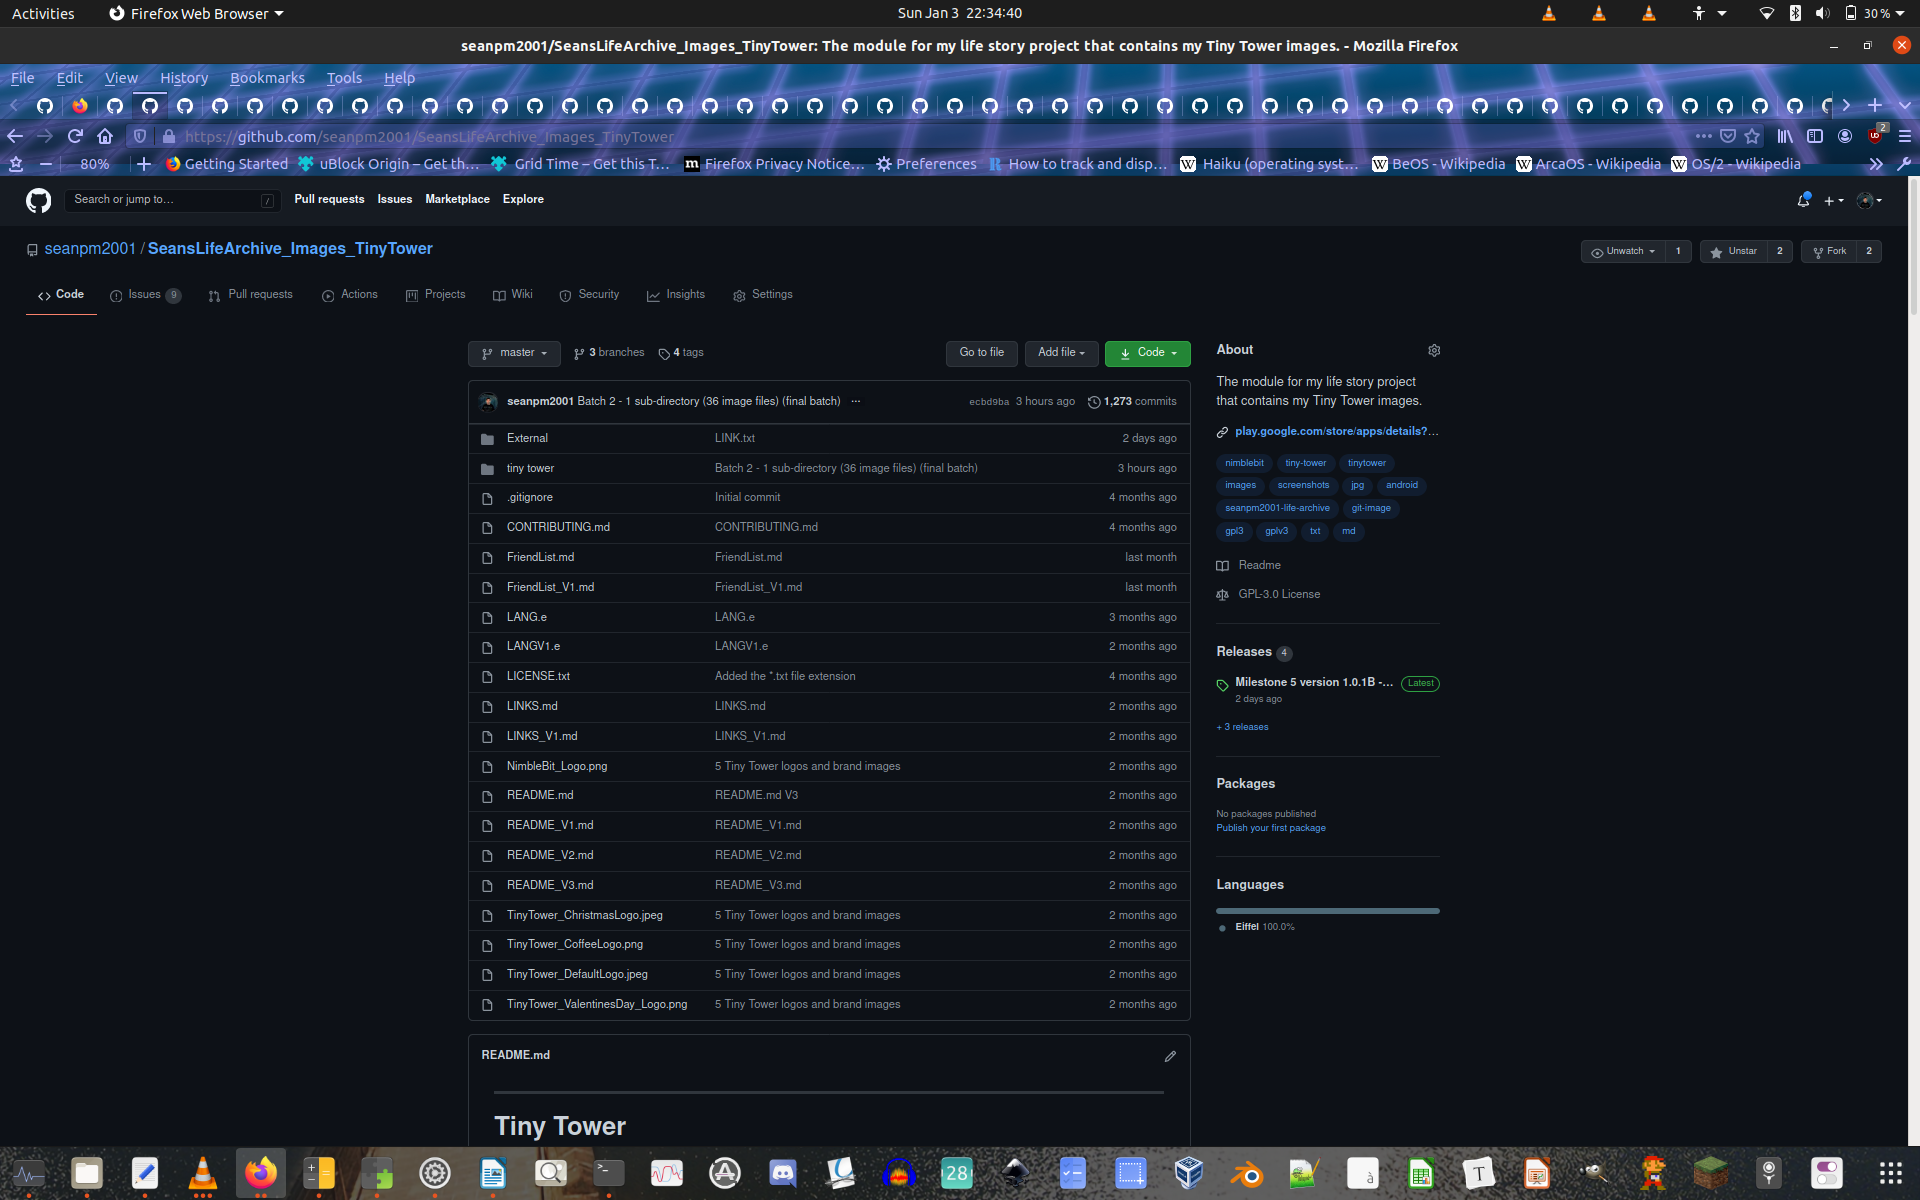 Activities Firefox Web Browser Sun Jan 3 22:34:40 30 %
seanpm2001/SeansLifeArchive_Images_TinyTower: The module for my life story project that contains my Tiny Tower images. - Mozilla Firefox
File Edit View History Bookmarks Tools Help
https://github.com/seanpm2001/SeansLifeArchive_Images_TinyTower 2
80% Getting Started uBlock Origin – Get th… Grid Time – Get this T… Firefox Privacy Notice… Preferences How to track and disp… Haiku (operating syst… BeOS - Wikipedia ArcaOS - Wikipedia OS/2 - Wikipedia
Search or jump to… / Pull requests Issues Marketplace Explore
seanpm2001 / SeansLifeArchive_Images_TinyTower Unwatch 1 Unstar 2 Fork 2
Code Issues 9 Pull requests Actions Projects Wiki Security Insights Settings
master 3 branches 4 tags Go to file Add file Code
seanpm2001 Batch 2 - 1 sub-directory (36 image files) (final batch) … ecbd9ba 3 hours ago 1,273 commits
External LINK.txt 2 days ago
tiny tower Batch 2 - 1 sub-directory (36 image files) (final batch) 3 hours ago
.gitignore Initial commit 4 months ago
CONTRIBUTING.md CONTRIBUTING.md 4 months ago
FriendList.md FriendList.md last month
FriendList_V1.md FriendList_V1.md last month
LANG.e LANG.e 3 months ago
LANGV1.e LANGV1.e 2 months ago
LICENSE.txt Added the *.txt file extension 4 months ago
LINKS.md LINKS.md 2 months ago
LINKS_V1.md LINKS_V1.md 2 months ago
NimbleBit_Logo.png 5 Tiny Tower logos and brand images 2 months ago
README.md README.md V3 2 months ago
README_V1.md README_V1.md 2 months ago
README_V2.md README_V2.md 2 months ago
README_V3.md README_V3.md 2 months ago
TinyTower_ChristmasLogo.jpeg 5 Tiny Tower logos and brand images 2 months ago
TinyTower_CoffeeLogo.png 5 Tiny Tower logos and brand images 2 months ago
TinyTower_DefaultLogo.jpeg 5 Tiny Tower logos and brand images 2 months ago
TinyTower_ValentinesDay_Logo.png 5 Tiny Tower logos and brand images 2 months ago
README.md
Tiny Tower
About
The module for my life story project
that contains my Tiny Tower images.
play.google.com/store/apps/details?…
nimblebit tiny-tower tinytower
images screenshots jpg android
seanpm2001-life-archive git-image
gpl3 gplv3 txt md
Readme
GPL-3.0 License
Releases 4
Milestone 5 version 1.0.1B -… Latest
2 days ago
+ 3 releases
Packages
No packages published
Publish your first package
Languages
Eiffel 100.0%
28